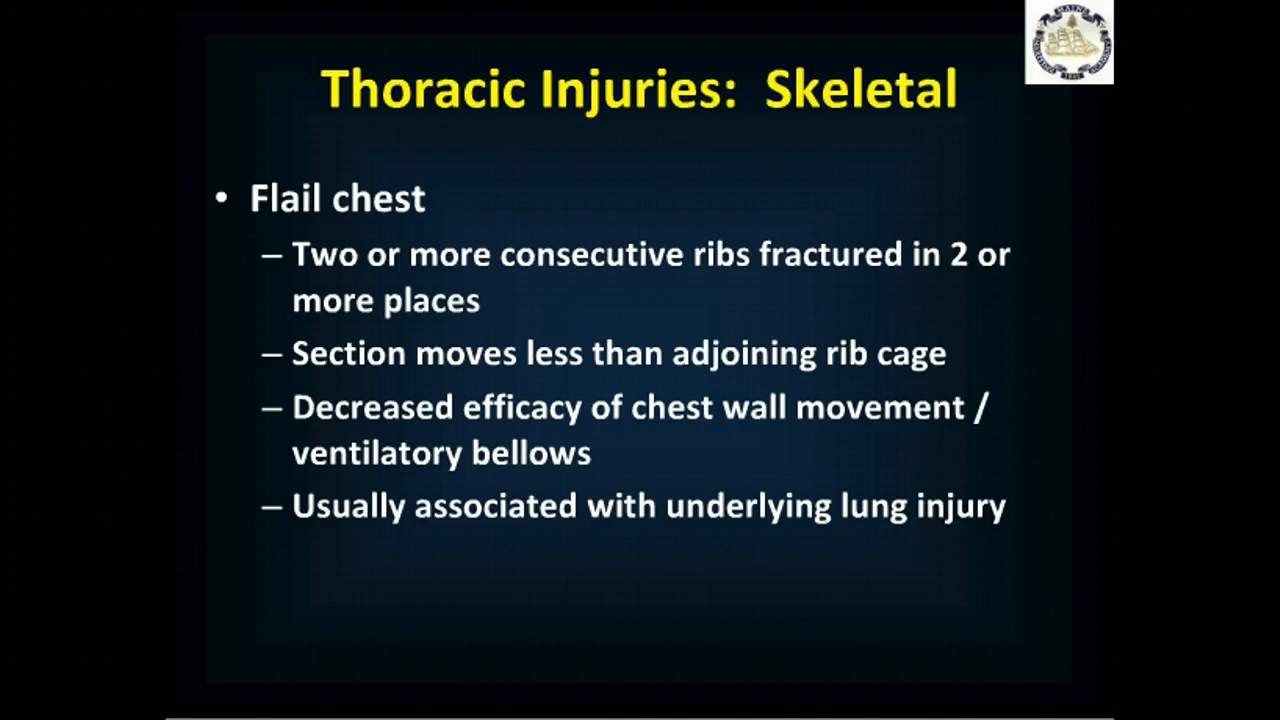 MAINE
Thoracic Injuries: Skeletal
• Flail chest
– Two or more consecutive ribs fractured in 2 or
more places
– Section moves less than adjoining rib cage
– Decreased efficacy of chest wall movement /
ventilatory bellows
– Usually associated with underlying lung injury